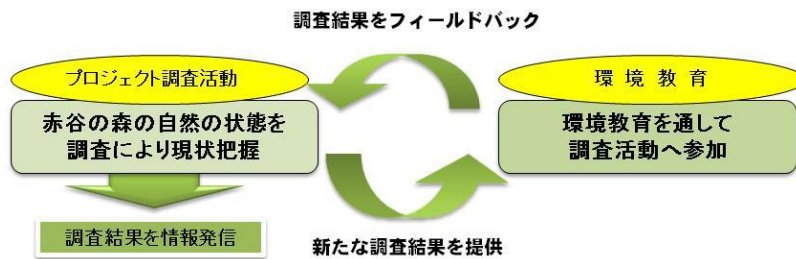 調査結果をフィールドバック
プロジェクト調査活動
赤谷の森の自然の状態を
調査により現状把握
環境教育
環境教育を通して
調査活動へ参加
調査結果を情報発信
新たな調査結果を提供